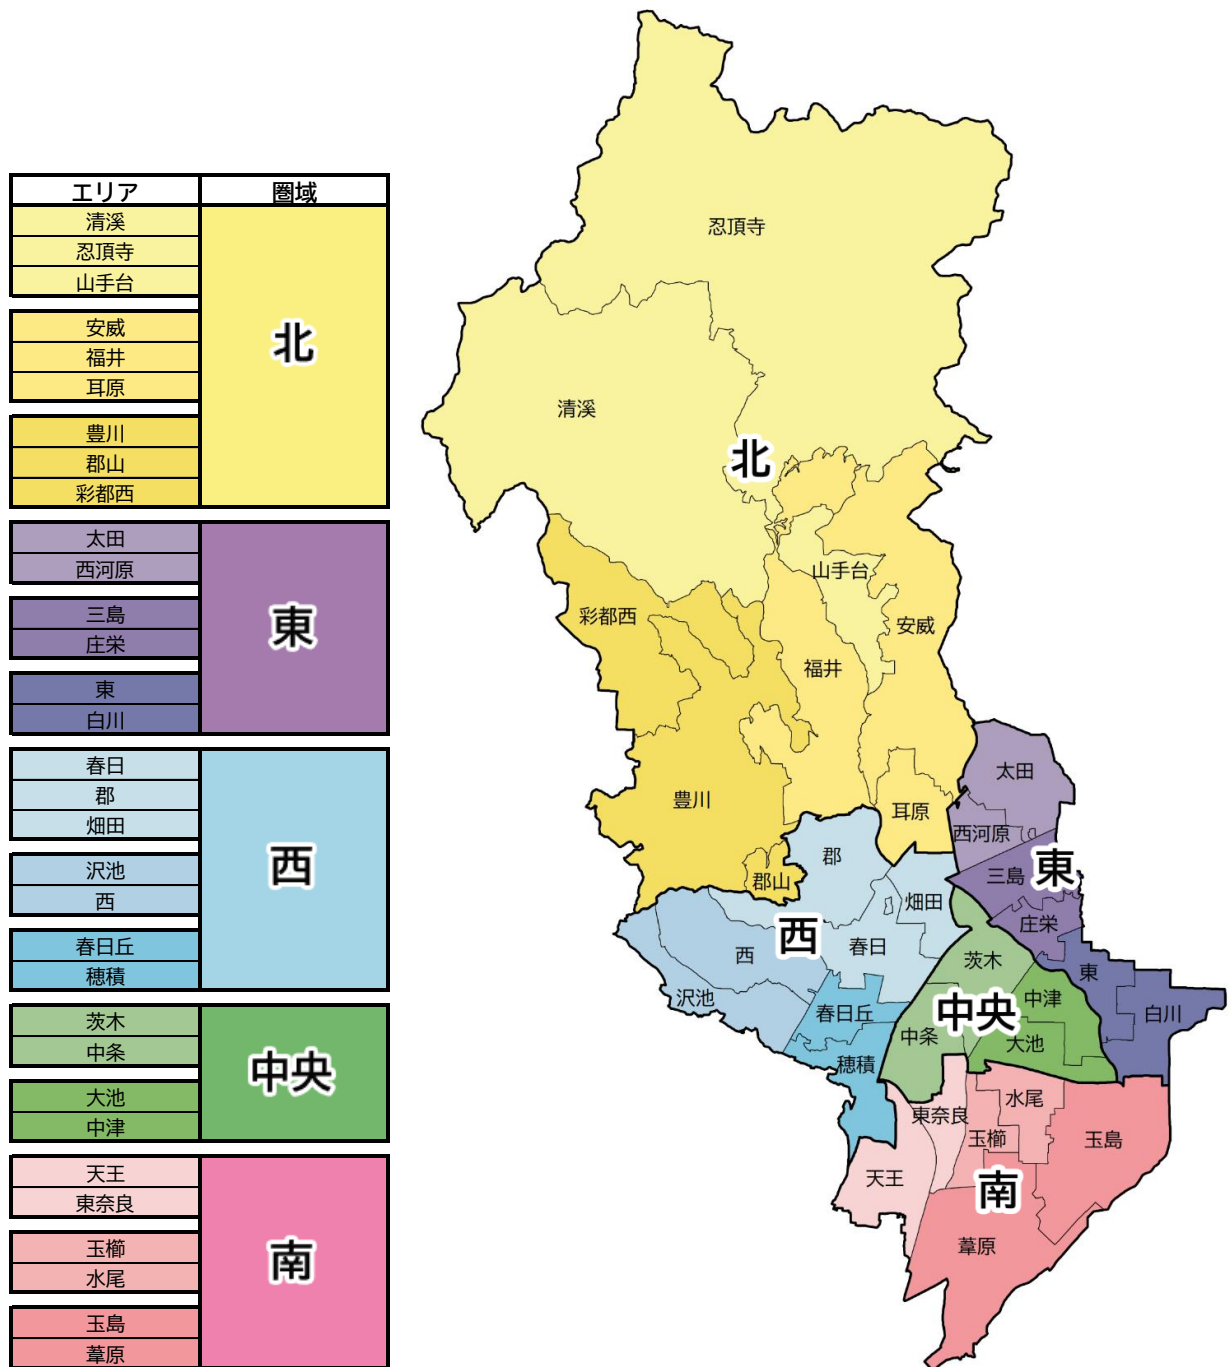 エリア 圏域
清溪
忍頂寺
山手台
安威
福井
耳原
豊川
郡山
彩都西
北
太田
西河原
三島
庄栄
東
白川
東
春日
郡
畑田
沢池
西
春日丘
穂積
西
茨木
中条
大池
中津
中央
天王
東奈良
玉櫛
水尾
玉島
葦原
南
忍頂寺
清溪
北
山手台
彩都西
安威
福井
太田
豊川
耳原
西河原
郡
東
三島
郡山
畑田
庄栄
西
春日
西
茨木
東
沢池
中津
春日丘
中央
白川
中条
大池
穂積
水尾
東奈良
玉櫛
玉島
天王
南
葦原